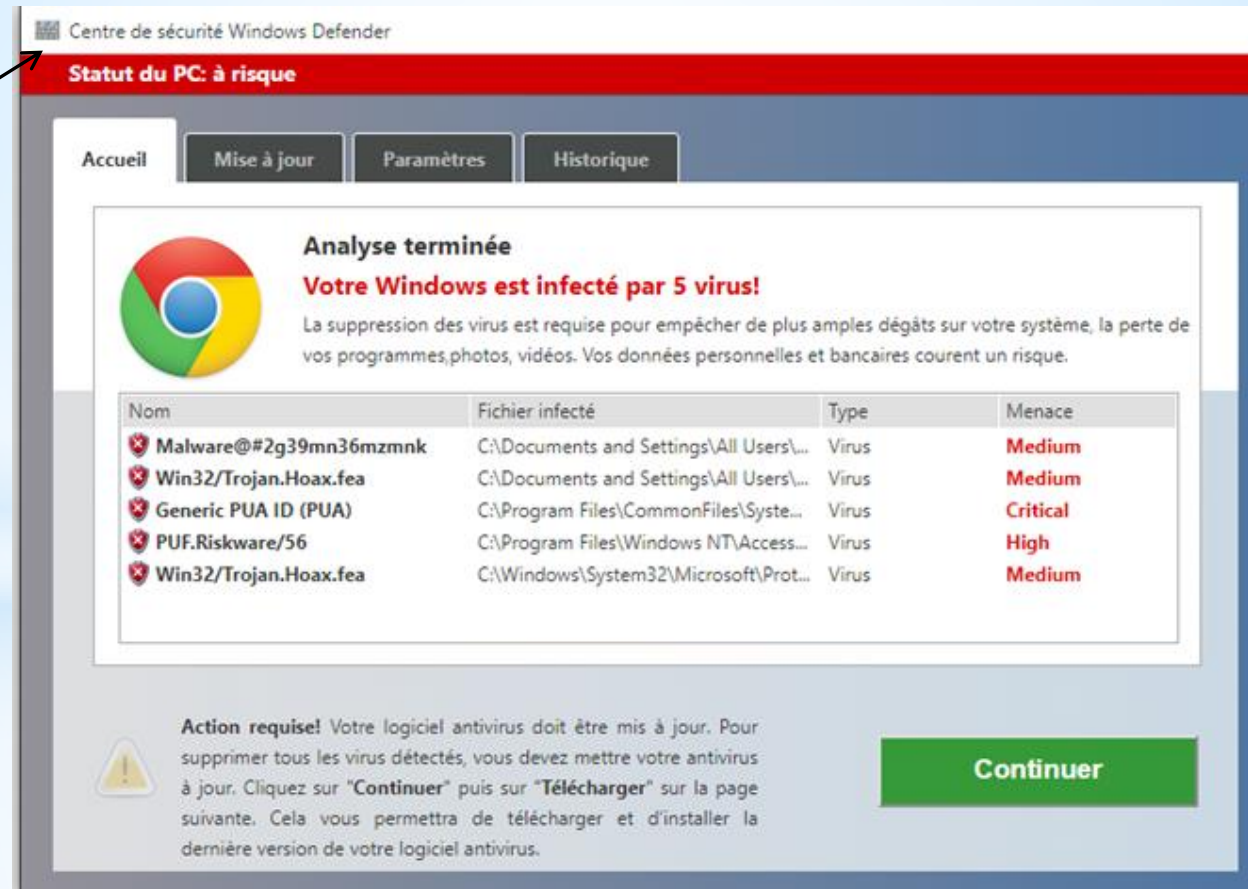 Centre de sécurité Windows Defender
Statut du PC: à risque
Accueil Mise à jour Paramètres Historique
Analyse terminée
Votre Windows est infecté par 5 virus!
La suppression des virus est requise pour empêcher de plus amples dégâts sur votre système, la perte de
vos programmes,photos, vidéos. Vos données personnelles et bancaires courent un risque.
Nom Fichier infecté Type Menace
Malware@#2g39mn36mzmnk C:\Documents and Settings\All Users\... Virus Medium
Win32/Trojan.Hoax.fea C:\Documents and Settings\All Users\... Virus Medium
Generic PUA ID (PUA) C:\Program Files\CommonFiles\Syste... Virus Critical
PUF.Riskware/56 C:\Program Files\Windows NT\Access... Virus High
Win32/Trojan.Hoax.fea C:\Windows\System32\Microsoft\Prot... Virus Medium
Action requise! Votre logiciel antivirus doit être mis à jour. Pour
supprimer tous les virus détectés, vous devez mettre votre antivirus
à jour. Cliquez sur "Continuer" puis sur "Télécharger" sur la page
suivante. Cela vous permettra de télécharger et d'installer la
dernière version de votre logiciel antivirus.
Continuer